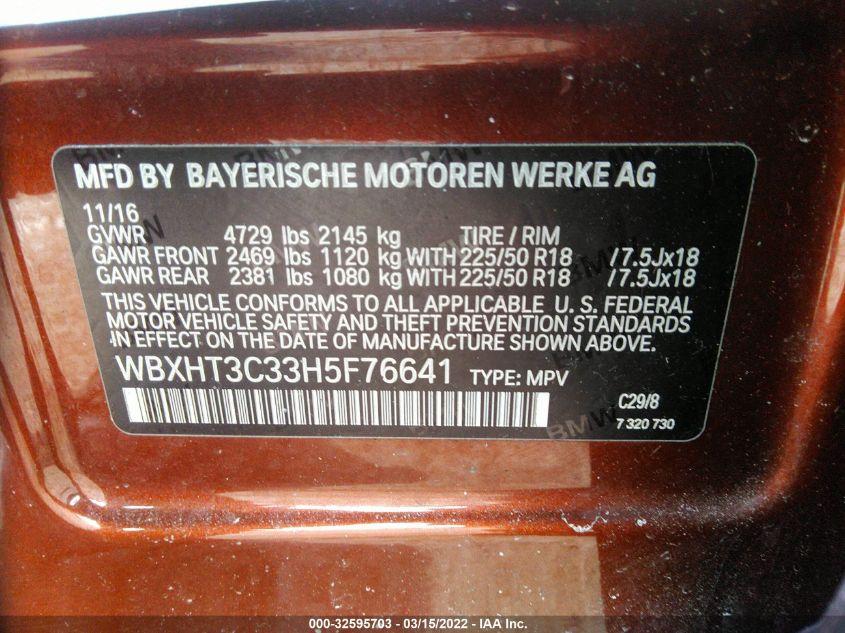 MFD BY BAYERISCHE MOTOREN WERKE AG
11/16
GVWR 4729 lbs 2145 kg TIRE / RIM
GAWR FRONT 2469 lbs 1120 kg WITH 225/50 R18 /7.5Jx18
GAWR REAR 2381 lbs 1080 kg WITH 225/50 R18 /7.5Jx18
THIS VEHICLE CONFORMS TO ALL APPLICABLE U. S. FEDERAL
MOTOR VEHICLE SAFETY AND THEFT PREVENTION STANDARDS
IN EFFECT ON THE DATE OF MANUFACTURE SHOWN ABOVE.
WBXHT3C33H5F76641 TYPE: MPV
C29/8
7 320 730
BMW
000-32595703 - 03/15/2022 - IAA Inc.